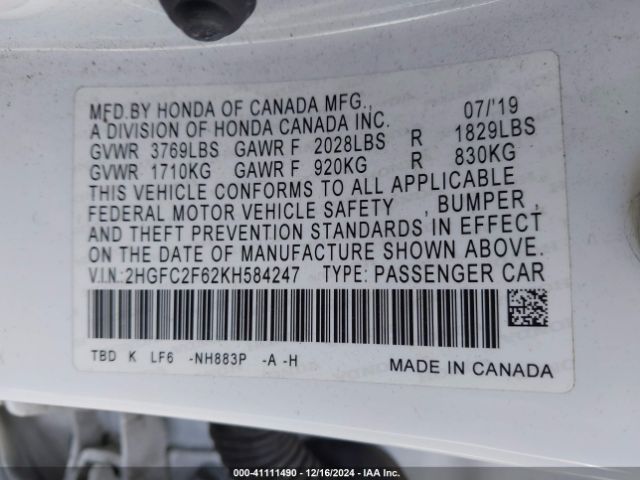 MFD.BY HONDA OF CANADA MFG., 07/'19
A DIVISION OF HONDA CANADA INC.
GVWR 3769LBS GAWR F 2028LBS R 1829LBS
GVWR 1710KG GAWR F 920KG R 830KG
THIS VEHICLE CONFORMS TO ALL APPLICABLE
FEDERAL MOTOR VEHICLE SAFETY , BUMPER ,
AND THEFT PREVENTION STANDARDS IN EFFECT
ON THE DATE OF MANUFACTURE SHOWN ABOVE.
V.I.N.:2HGFC2F62KH584247 TYPE: PASSENGER CAR
TBD K LF6 -NH883P -A -H
MADE IN CANADA
000-41111490 - 12/16/2024 - IAA Inc.